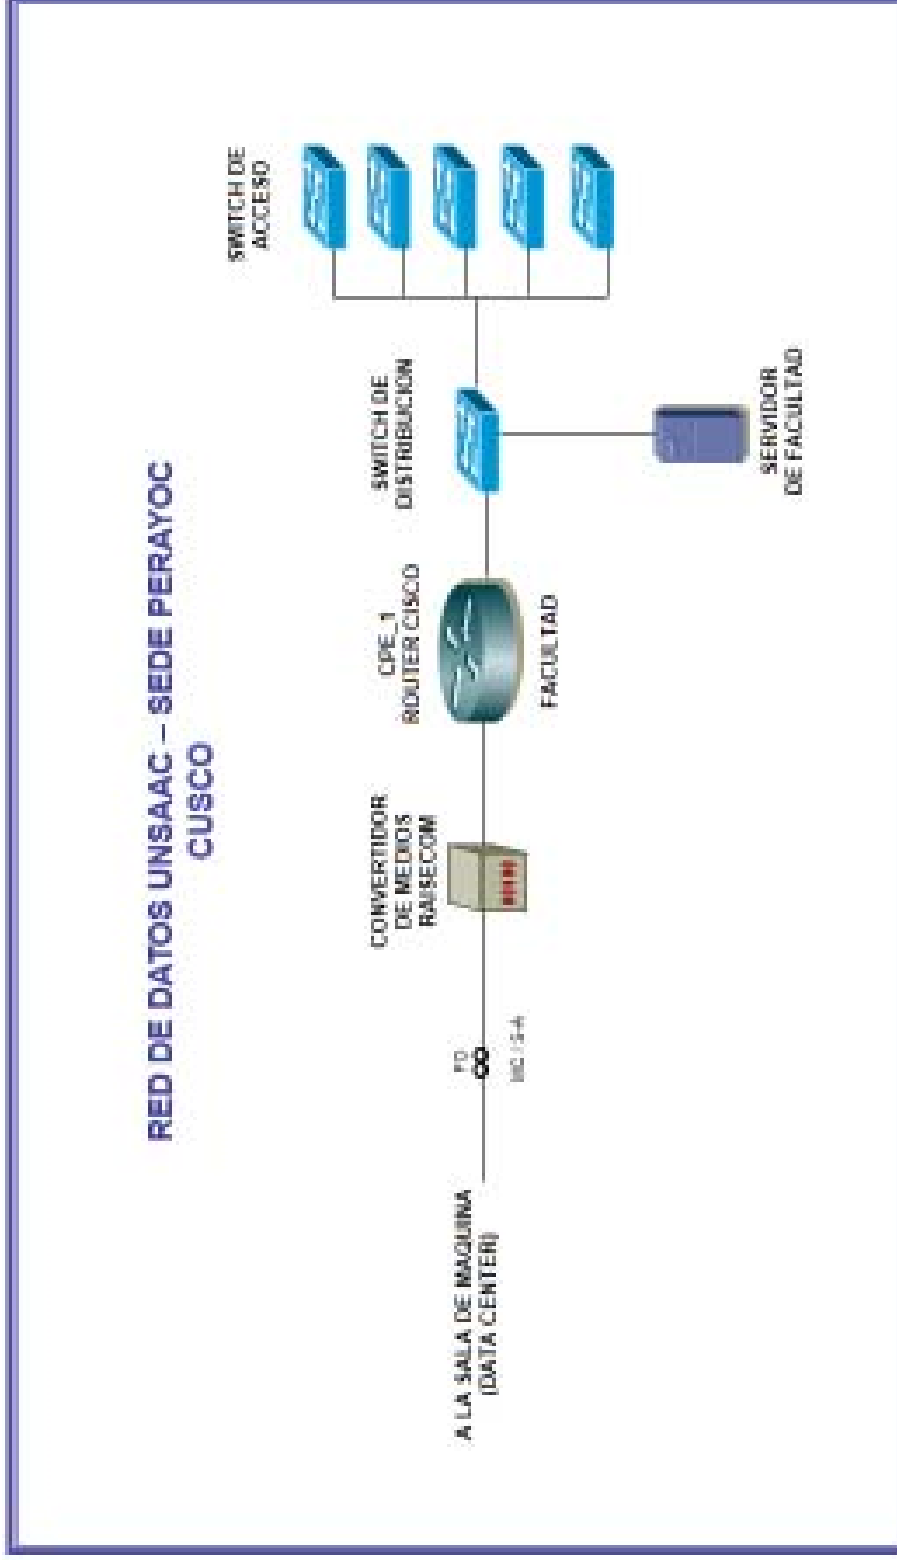 RED DE DATOS UNSAAC – SEDE PERAYOC
CUSCO
A LA SALA DE MAQUINA
(DATA CENTER)
FO
CONVERTIDOR
DE MEDIOS
RAISECOM
CPE_1
ROUTER CISCO
FACULTAD
SWITCH DE
DISTRIBUCION
SERVIDOR
DE FACULTAD
SWITCH DE
ACCESO